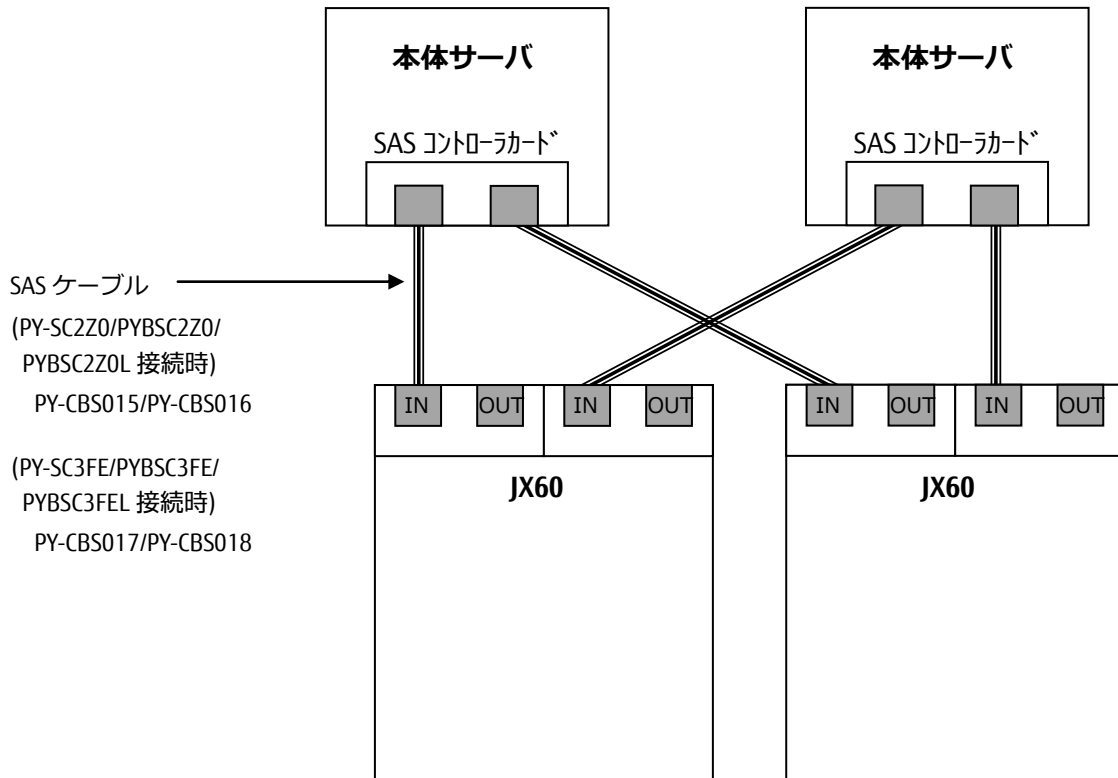 本体サーバ
本体サーバ
SAS コントローラカード
SAS コントローラカード
SAS ケーブル
(PY-SC2Z0/PYBSC2Z0/
PYBSC2Z0L 接続時)
PY-CBS015/PY-CBS016
(PY-SC3FE/PYBSC3FE/
PYBSC3FEL 接続時)
PY-CBS017/PY-CBS018
IN
OUT
IN
OUT
IN
OUT
IN
OUT
JX60
JX60